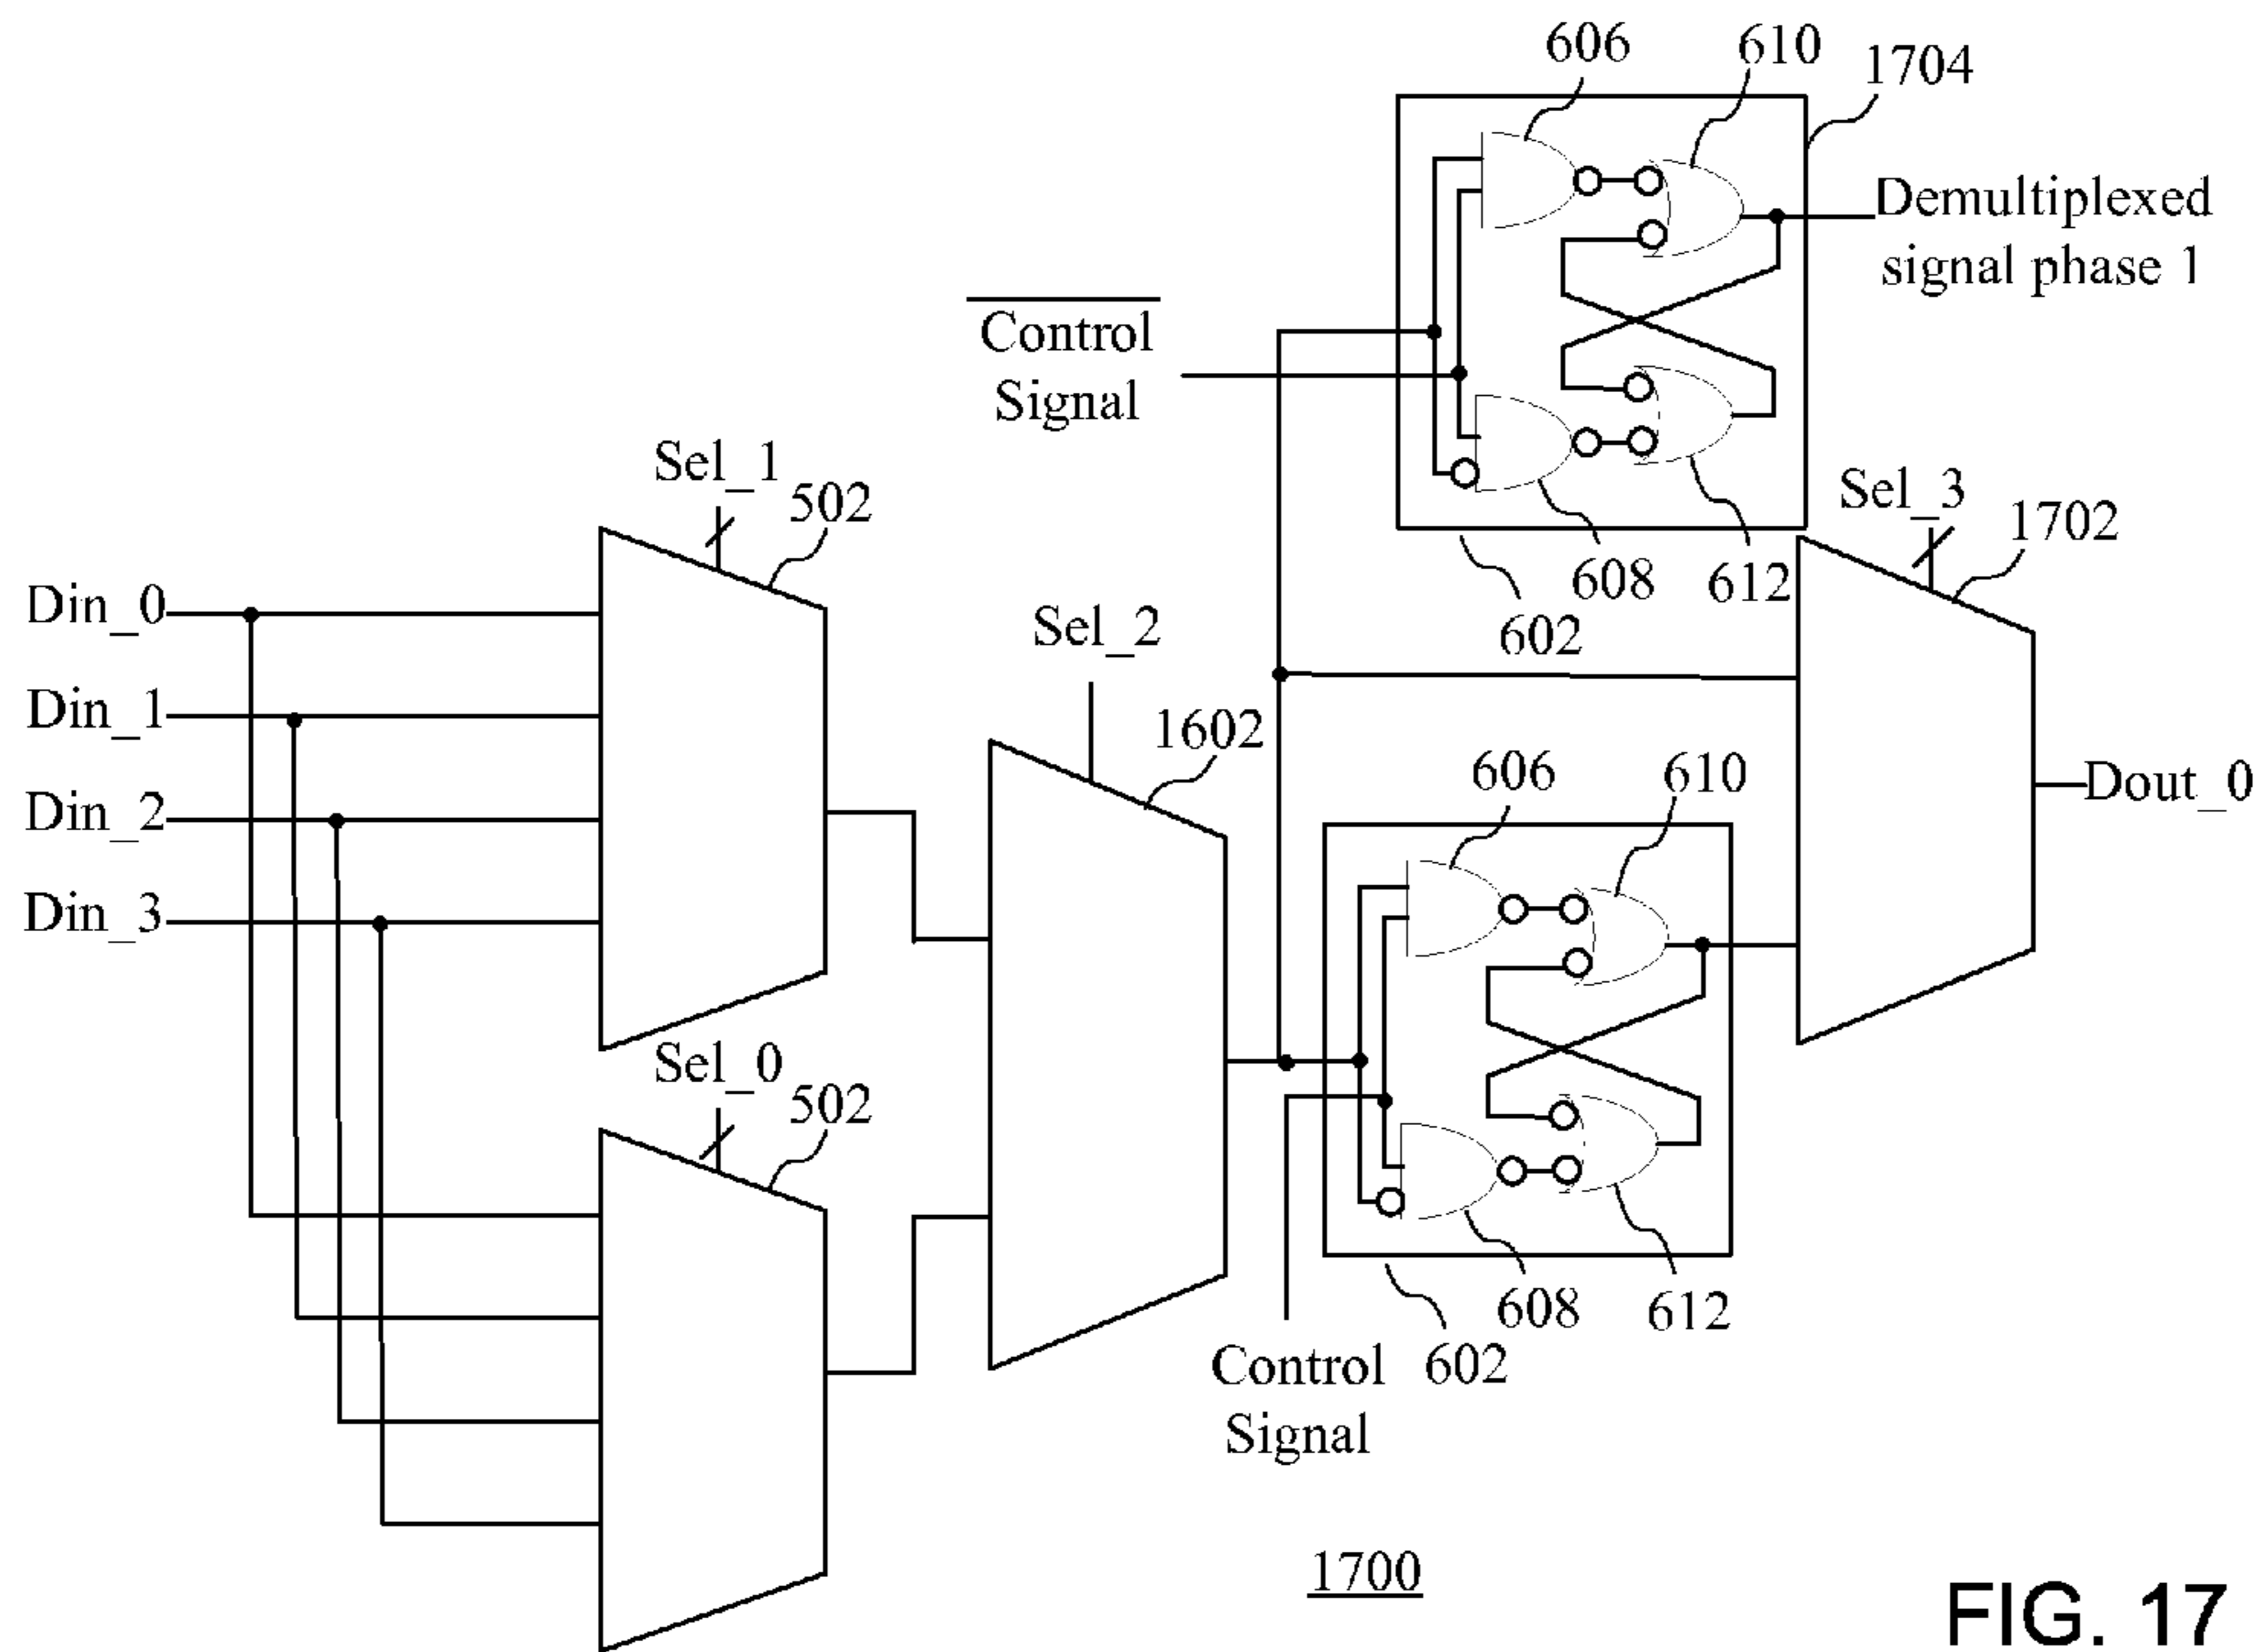 606
610
1704
Demultiplexed
signal phase 1
Control
Signal
Sel_1
502
Sel_3
1702
608
612
602
Din_0
Sel_2
Din_1
1602
606
610
Dout_0
Din_2
Din_3
Sel_0
502
608
612
Control
Signal
602
1700
FIG. 17